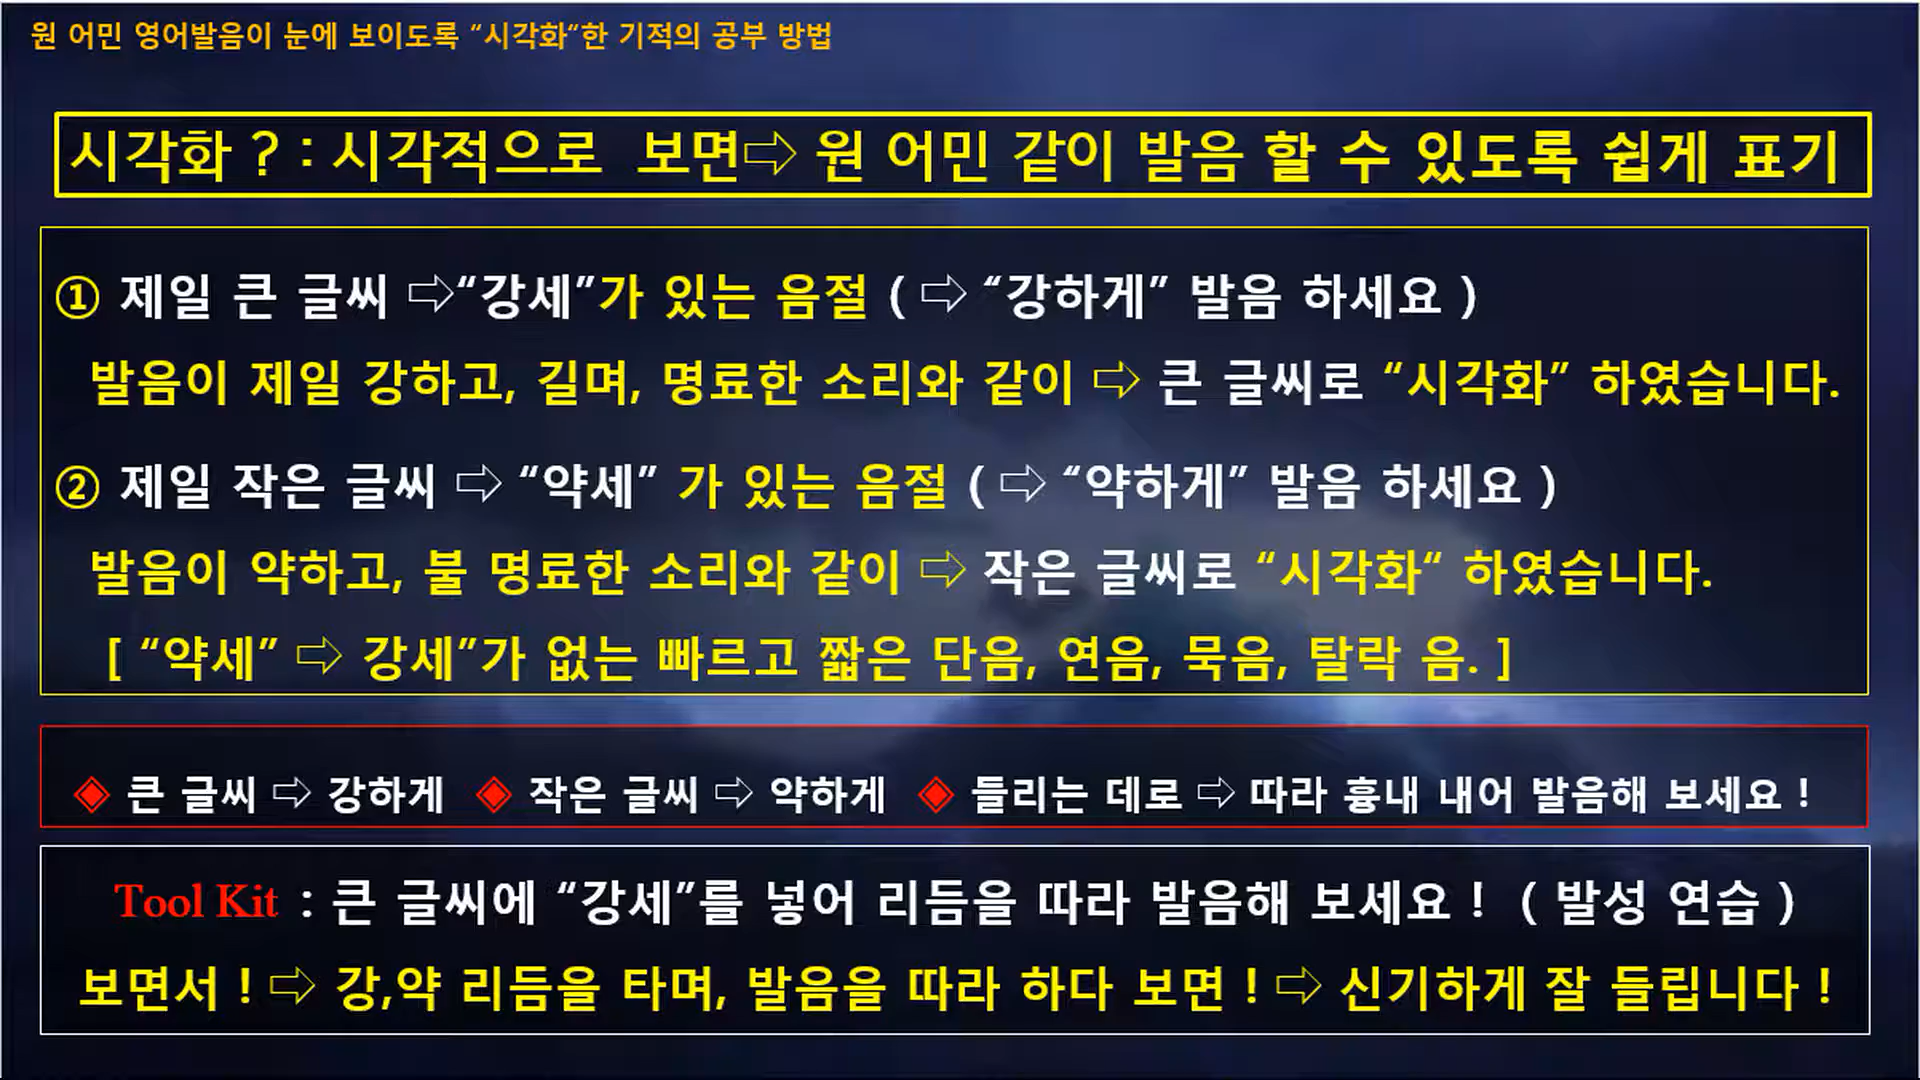 원 어민 영어발음이 눈에 보이도록 “시각화“한 기적의 공부 방법
시각화 ? : 시각적으로 보면⇨ 원 어민 같이 발음 할 수 있도록 쉽게 표기
① 제일 큰 글씨 ⇨“강세”가 있는 음절 ( ⇨ “강하게” 발음 하세요 )
발음이 제일 강하고, 길며, 명료한 소리와 같이 ⇨ 큰 글씨로 “시각화” 하였습니다.
② 제일 작은 글씨 ⇨ “약세” 가 있는 음절 ( ⇨ “약하게” 발음 하세요 )
발음이 약하고, 불 명료한 소리와 같이 ⇨ 작은 글씨로 “시각화“ 하였습니다.
[ “약세” ⇨ 강세”가 없는 빠르고 짧은 단음, 연음, 묵음, 탈락 음. ]
◈ 큰 글씨 ⇨ 강하게 ◈ 작은 글씨 ⇨ 약하게 ◈ 들리는 데로 ⇨ 따라 흉내 내어 발음해 보세요 !
Tool Kit : 큰 글씨에 “강세”를 넣어 리듬을 따라 발음해 보세요 ! ( 발성 연습 )
보면서 ! ⇨ 강,약 리듬을 타며, 발음을 따라 하다 보면 ! ⇨ 신기하게 잘 들립니다 !